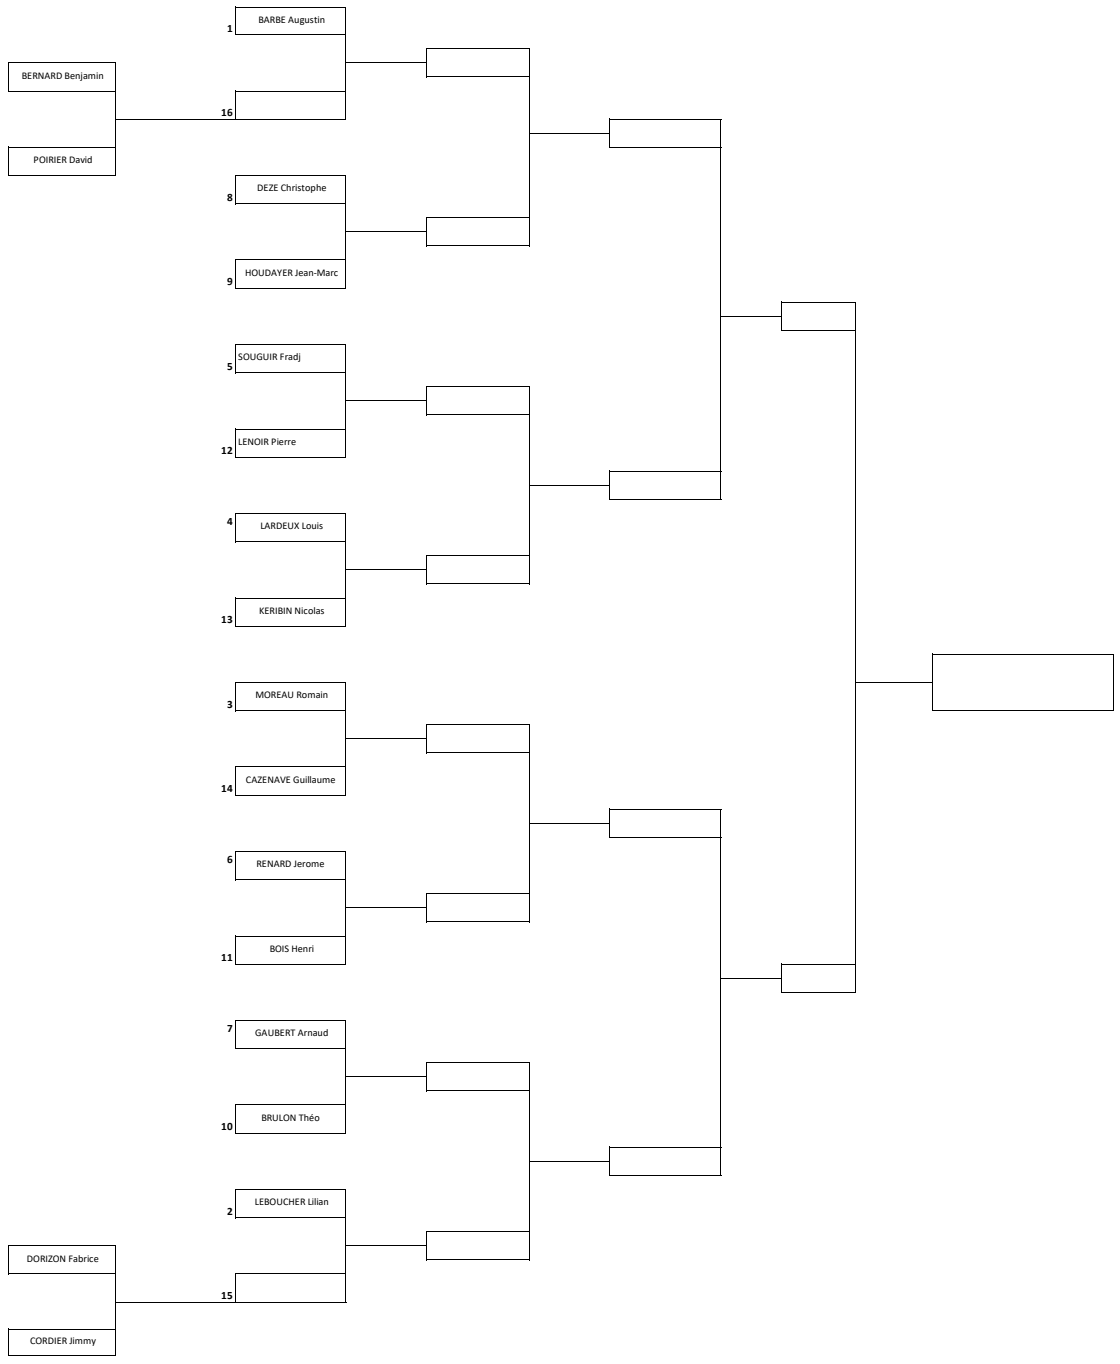 BARBE Augustin
1
BERNARD Benjamin
16
POIRIER David
DEZE Christophe
8
HOUDAYER Jean-Marc
9
SOUGUIR Fradj
5
LENOIR Pierre
12
4
LARDEUX Louis
KERIBIN Nicolas
13
MOREAU Romain
3
CAZENAVE Guillaume
14
6
RENARD Jerome
BOIS Henri
11
7
GAUBERT Arnaud
BRULON Théo
10
LEBOUCHER Lilian
2
DORIZON Fabrice
15
CORDIER Jimmy